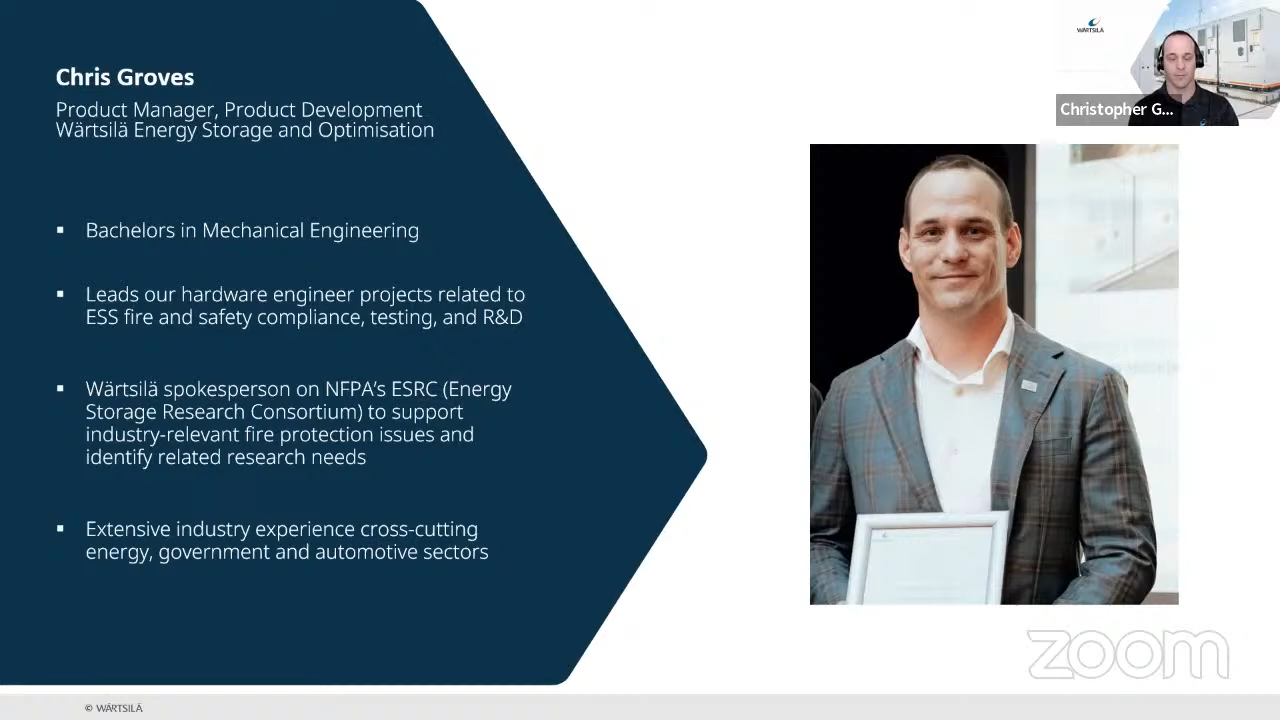 Chris Groves
Product Manager, Product Development
Wärtsilä Energy Storage and Optimisation
▪ Bachelors in Mechanical Engineering
▪ Leads our hardware engineer projects related to
ESS fire and safety compliance, testing, and R&D
▪ Wärtsilä spokesperson on NFPA's ESRC (Energy
Storage Research Consortium) to support
industry-relevant fire protection issues and
identify related research needs
▪ Extensive industry experience cross-cutting
energy, government and automotive sectors
WÄRTSILÄ
Christopher G...
zoom
© WÄRTSILÄ